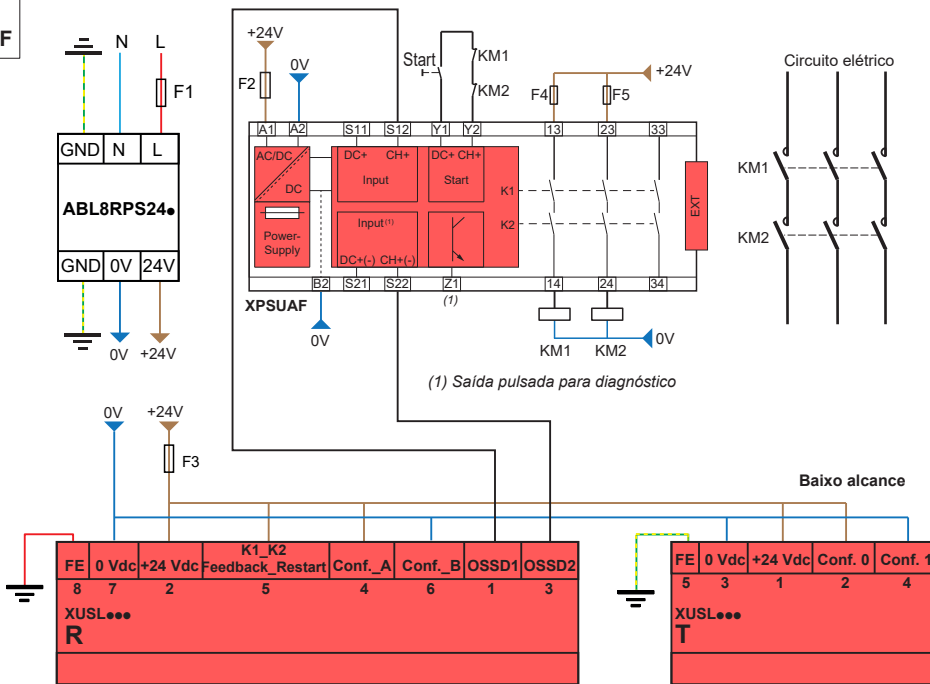 F
N L
F1
GND N L
ABL8RPS24●
GND 0V 24V
0V +24V
+24V
0V
F2
Start
KM1
KM2
F4
F5
+24V
A1 A2 S11 S12 Y1 Y2 13 23 33
AC/DC
DC
DC+ CH+
Input
DC+ CH+
Start
K1
K2
Power-
Supply
Input(1)
DC+(-) CH+(-)
EXT
B2 S21 S22 Z1 14 24 34
XPSUAF
(1)
0V
KM1 KM2
0V
(1) Saída pulsada para diagnóstico
Circuito elétrico
KM1
KM2
0V +24V
F3
Baixo alcance
FE 0 Vdc +24 Vdc K1_K2 Feedback_Restart Conf._A Conf._B OSSD1 OSSD2
8 7 2 5 4 6 1 3
XUSL●●●
R
FE 0 Vdc +24 Vdc Conf. 0 Conf. 1
5 3 1 2 4
XUSL●●●
T